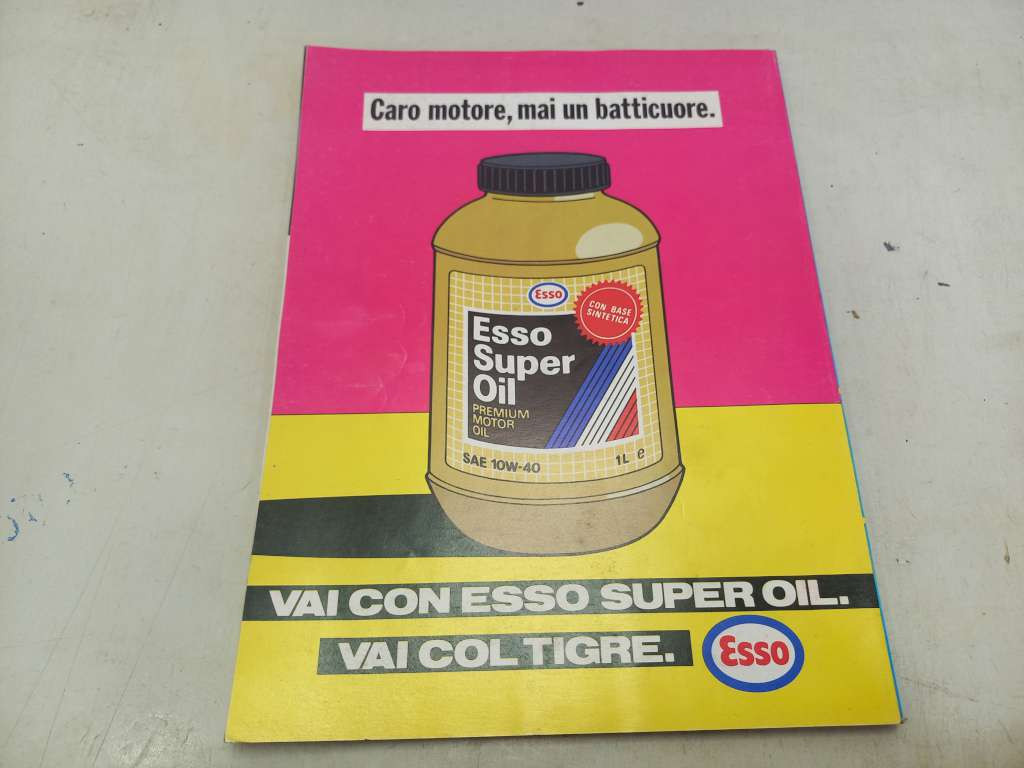 Caro motore, mai un batticuore.
Esso
CON BASE
SINTETICA
Esso
Super
Oil
PREMIUM
MOTOR
OIL
SAE 10W-40
1L e
VAI CON ESSO SUPER OIL.
VAI COL TIGRE.
Esso